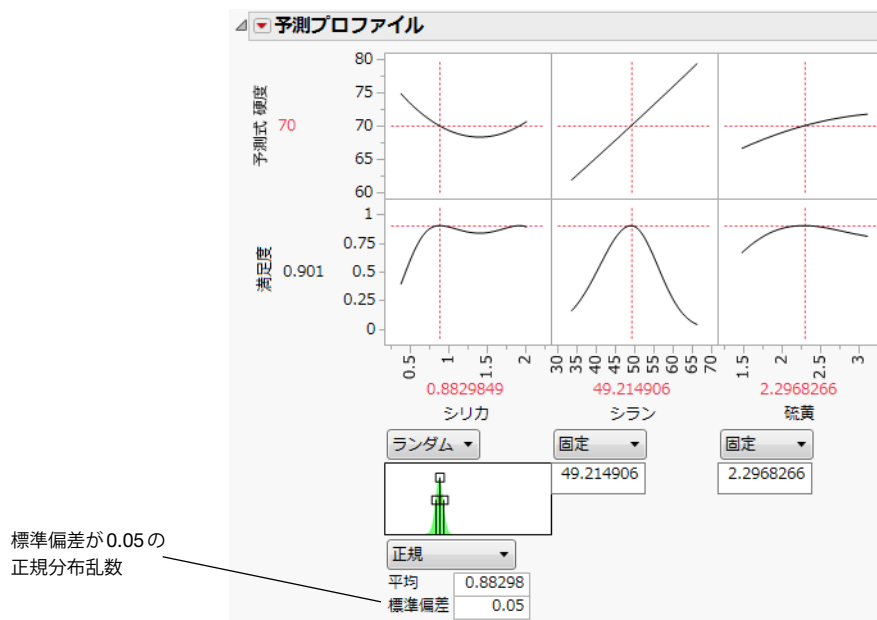 予測プロファイル
80
75
70
65
60
予測式 硬度
70
1
0.75
0.5
0.25
0
満足度
0.901
0.5
1
1.5
2
30
35
40
45
50
55
60
65
70
1.5
2
2.5
3
0.8829849
49.214906
2.2968266
シリカ
シラン
硫黄
ランダム
固定
固定
49.214906
2.2968266
標準偏差が0.05の
正規分布乱数
正規
平均 0.88298
標準偏差 0.05